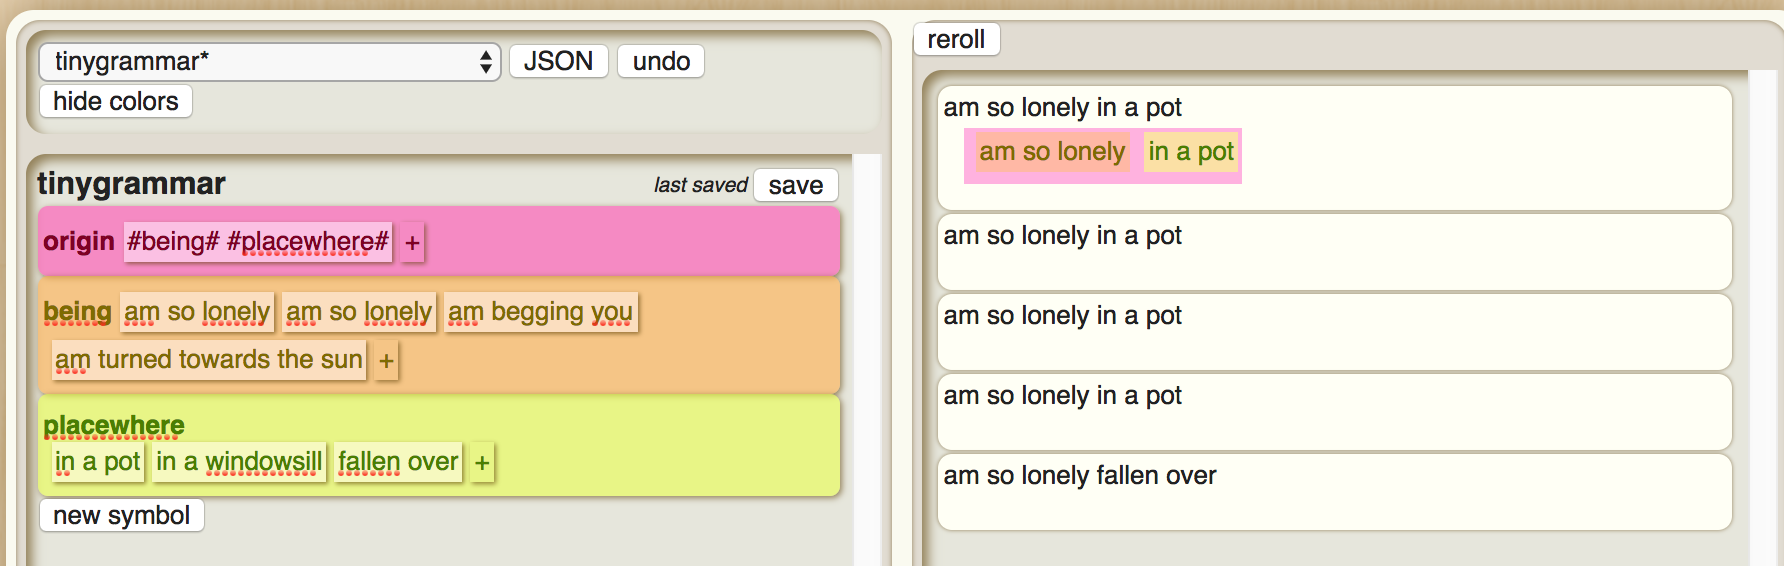 tinygrammar* JSON undo
hide colors
tinygrammar last saved save
origin #being# #placewhere# +
being am so lonely am so lonely am begging you
am turned towards the sun +
placewhere
in a pot in a windowsill fallen over +
new symbol
reroll
am so lonely in a pot
am so lonely in a pot
am so lonely in a pot
am so lonely in a pot
am so lonely in a pot
am so lonely fallen over